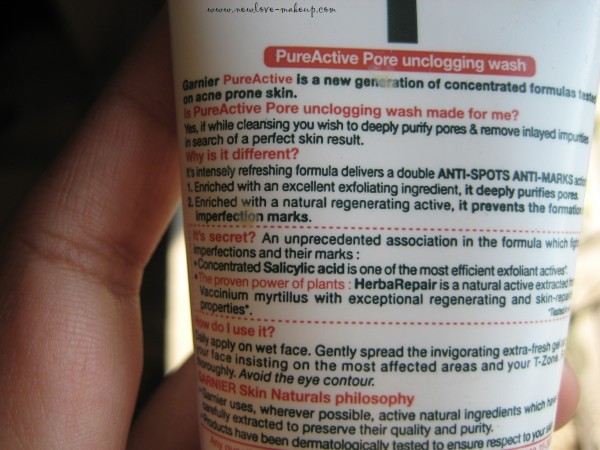 www.newlove-makeup.com
PureActive Pore unclogging wash
Garnier PureActive is a new generation of concentrated formulas tested
on acne prone skin.
Is PureActive Pore unclogging wash made for me?
Yes, if while cleansing you wish to deeply purify pores & remove inlayed impurities
in search of a perfect skin result.
Why is it different?
It's intensely refreshing formula delivers a double ANTI-SPOTS ANTI-MARKS action
1. Enriched with an excellent exfoliating ingredient, it deeply purifies pores.
2. Enriched with a natural regenerating active, it prevents the formation
imperfection marks.
It's secret? An unprecedented association in the formula which
imperfections and their marks :
•Concentrated Salicylic acid is one of the most efficient exfoliant actives*.
•The proven power of plants : HerbaRepair is a natural active extracted
Vaccinium myrtillus with exceptional regenerating and skin-
properties*.
How do I use it?
Daily apply on wet face. Gently spread the invigorating extra-fresh gel
your face insisting on the most affected areas and your T-Zone.
thoroughly. Avoid the eye contour.
GARNIER Skin Naturals philosophy
•Garnier uses, wherever possible, active natural ingredients which
carefully extracted to preserve their quality and purity.
•Products have been dermatologically tested to ensure respect to your